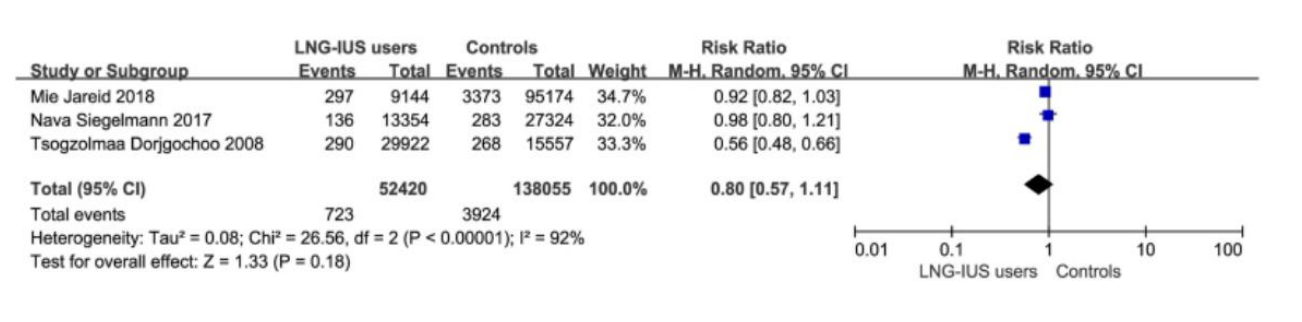 LNG-IUS users Controls Risk Ratio Risk Ratio
Study or Subgroup Events Total Events Total Weight M-H, Random, 95% CI M-H, Random, 95% CI
Mie Jareid 2018 297 9144 3373 95174 34.7% 0.92 [0.82, 1.03]
Nava Siegelmann 2017 136 13354 283 27324 32.0% 0.98 [0.80, 1.21]
Tsogzolmaa Dorjgochoo 2008 290 29922 268 15557 33.3% 0.56 [0.48, 0.66]
Total (95% CI) 52420 138055 100.0% 0.80 [0.57, 1.11]
Total events 723 3924
Heterogeneity: Tau² = 0.08; Chi² = 26.56, df = 2 (P < 0.00001); I² = 92%
Test for overall effect: Z = 1.33 (P = 0.18)
0.01 0.1 1 10 100
LNG-IUS users Controls